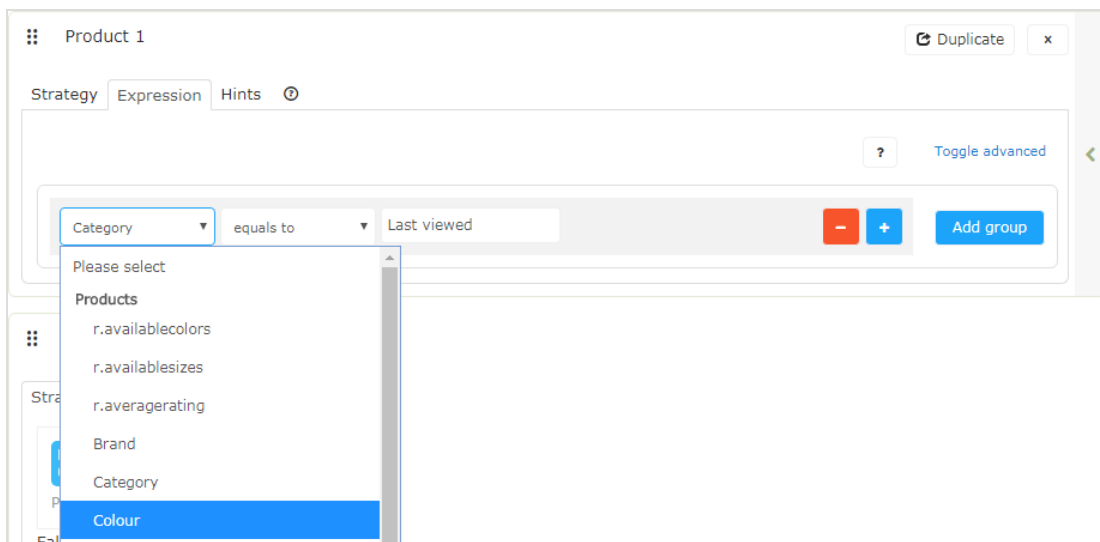 Product 1
Duplicate
x
Strategy Expression Hints ?
? Toggle advanced
Category equals to Last viewed - + Add group
Please select
Products
r.availablecolors
r.availablesizes
r.averagerating
Brand
Category
Colour